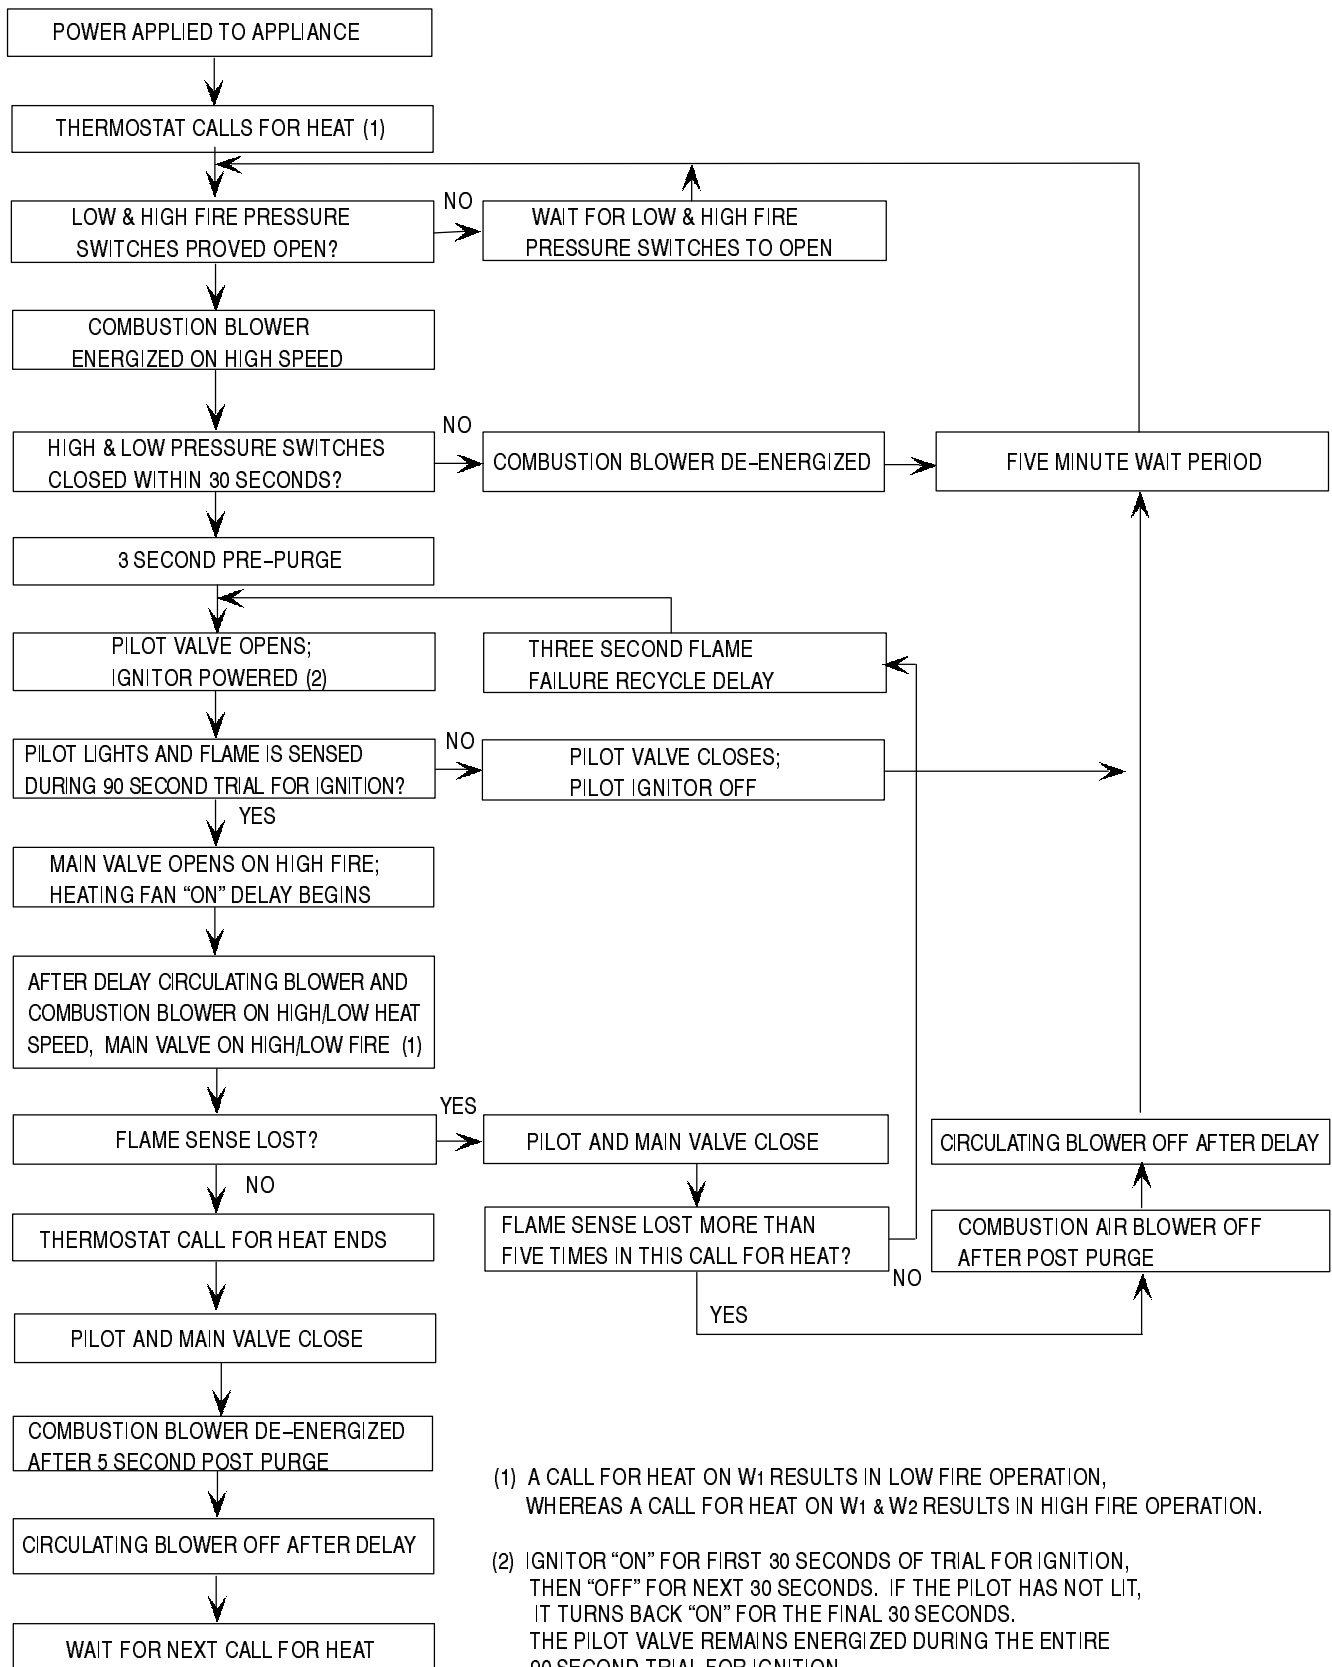 POWER APPLIED TO APPLIANCE
THERMOSTAT CALLS FOR HEAT (1)
LOW & HIGH FIRE PRESSURE
SWITCHES PROVED OPEN?
NO
WAIT FOR LOW & HIGH FIRE
PRESSURE SWITCHES TO OPEN
COMBUSTION BLOWER
ENERGIZED ON HIGH SPEED
HIGH & LOW PRESSURE SWITCHES
CLOSED WITHIN 30 SECONDS?
NO
COMBUSTION BLOWER DE-ENERGIZED
FIVE MINUTE WAIT PERIOD
3 SECOND PRE-PURGE
PILOT VALVE OPENS;
IGNITOR POWERED (2)
THREE SECOND FLAME
FAILURE RECYCLE DELAY
PILOT LIGHTS AND FLAME IS SENSED
DURING 90 SECOND TRIAL FOR IGNITION?
NO
PILOT VALVE CLOSES;
PILOT IGNITOR OFF
YES
MAIN VALVE OPENS ON HIGH FIRE;
HEATING FAN “ON” DELAY BEGINS
AFTER DELAY CIRCULATING BLOWER AND
COMBUSTION BLOWER ON HIGH/LOW HEAT
SPEED, MAIN VALVE ON HIGH/LOW FIRE (1)
FLAME SENSE LOST?
YES
PILOT AND MAIN VALVE CLOSE
CIRCULATING BLOWER OFF AFTER DELAY
NO
THERMOSTAT CALL FOR HEAT ENDS
FLAME SENSE LOST MORE THAN
FIVE TIMES IN THIS CALL FOR HEAT?
NO
YES
COMBUSTION AIR BLOWER OFF
AFTER POST PURGE
PILOT AND MAIN VALVE CLOSE
COMBUSTION BLOWER DE-ENERGIZED
AFTER 5 SECOND POST PURGE
CIRCULATING BLOWER OFF AFTER DELAY
WAIT FOR NEXT CALL FOR HEAT
(1) A CALL FOR HEAT ON W1 RESULTS IN LOW FIRE OPERATION,
WHEREAS A CALL FOR HEAT ON W1 & W2 RESULTS IN HIGH FIRE OPERATION.
(2) IGNITOR “ON” FOR FIRST 30 SECONDS OF TRIAL FOR IGNITION,
THEN “OFF” FOR NEXT 30 SECONDS. IF THE PILOT HAS NOT LIT,
IT TURNS BACK “ON” FOR THE FINAL 30 SECONDS.
THE PILOT VALVE REMAINS ENERGIZED DURING THE ENTIRE
90 SECOND TRIAL FOR IGNITION